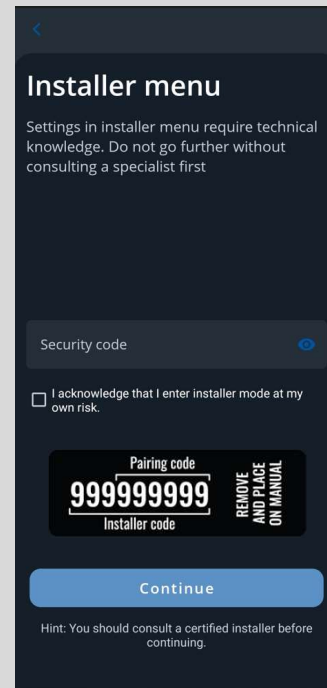 Installer menu
Settings in installer menu require technical
knowledge. Do not go further without
consulting a specialist first
Security code
I acknowledge that I enter installer mode at my
own risk.
Pairing code
999999999
Installer code
REMOVE
AND PLACE
ON MANUAL
Continue
Hint: You should consult a certified installer before
continuing.